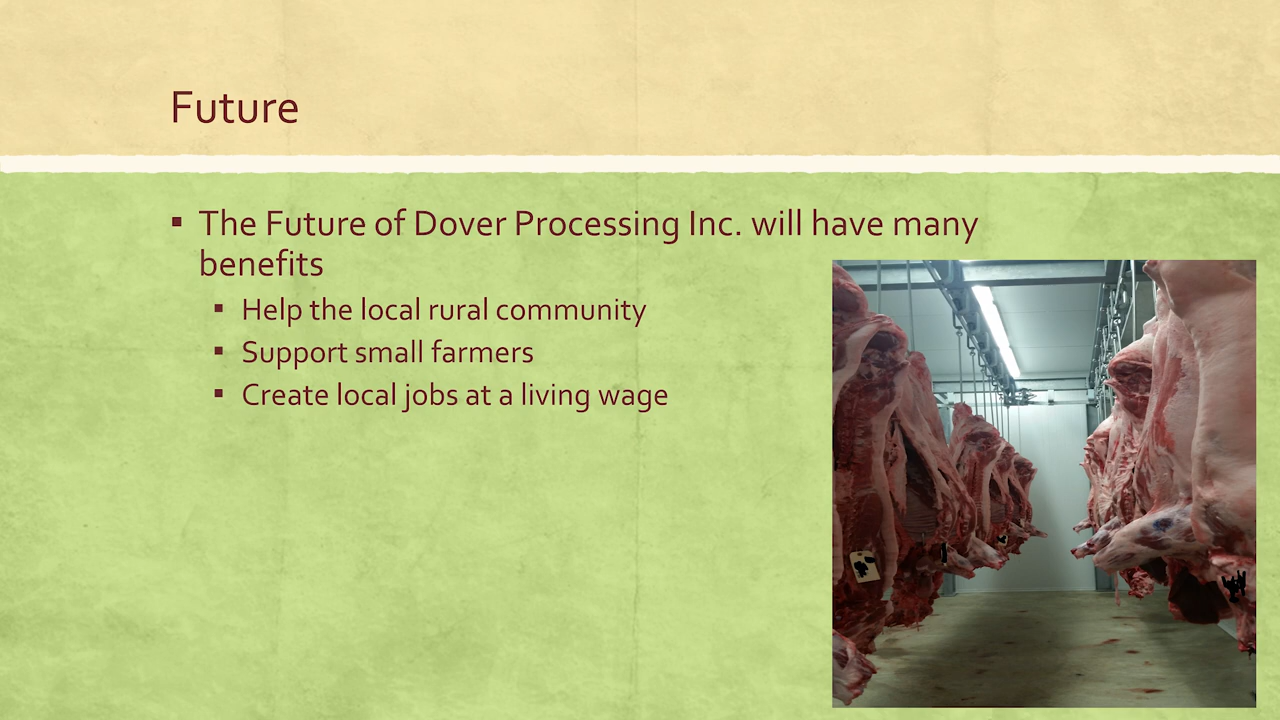 Future
▪ The Future of Dover Processing Inc. will have many
benefits
▪ Help the local rural community
▪ Support small farmers
▪ Create local jobs at a living wage